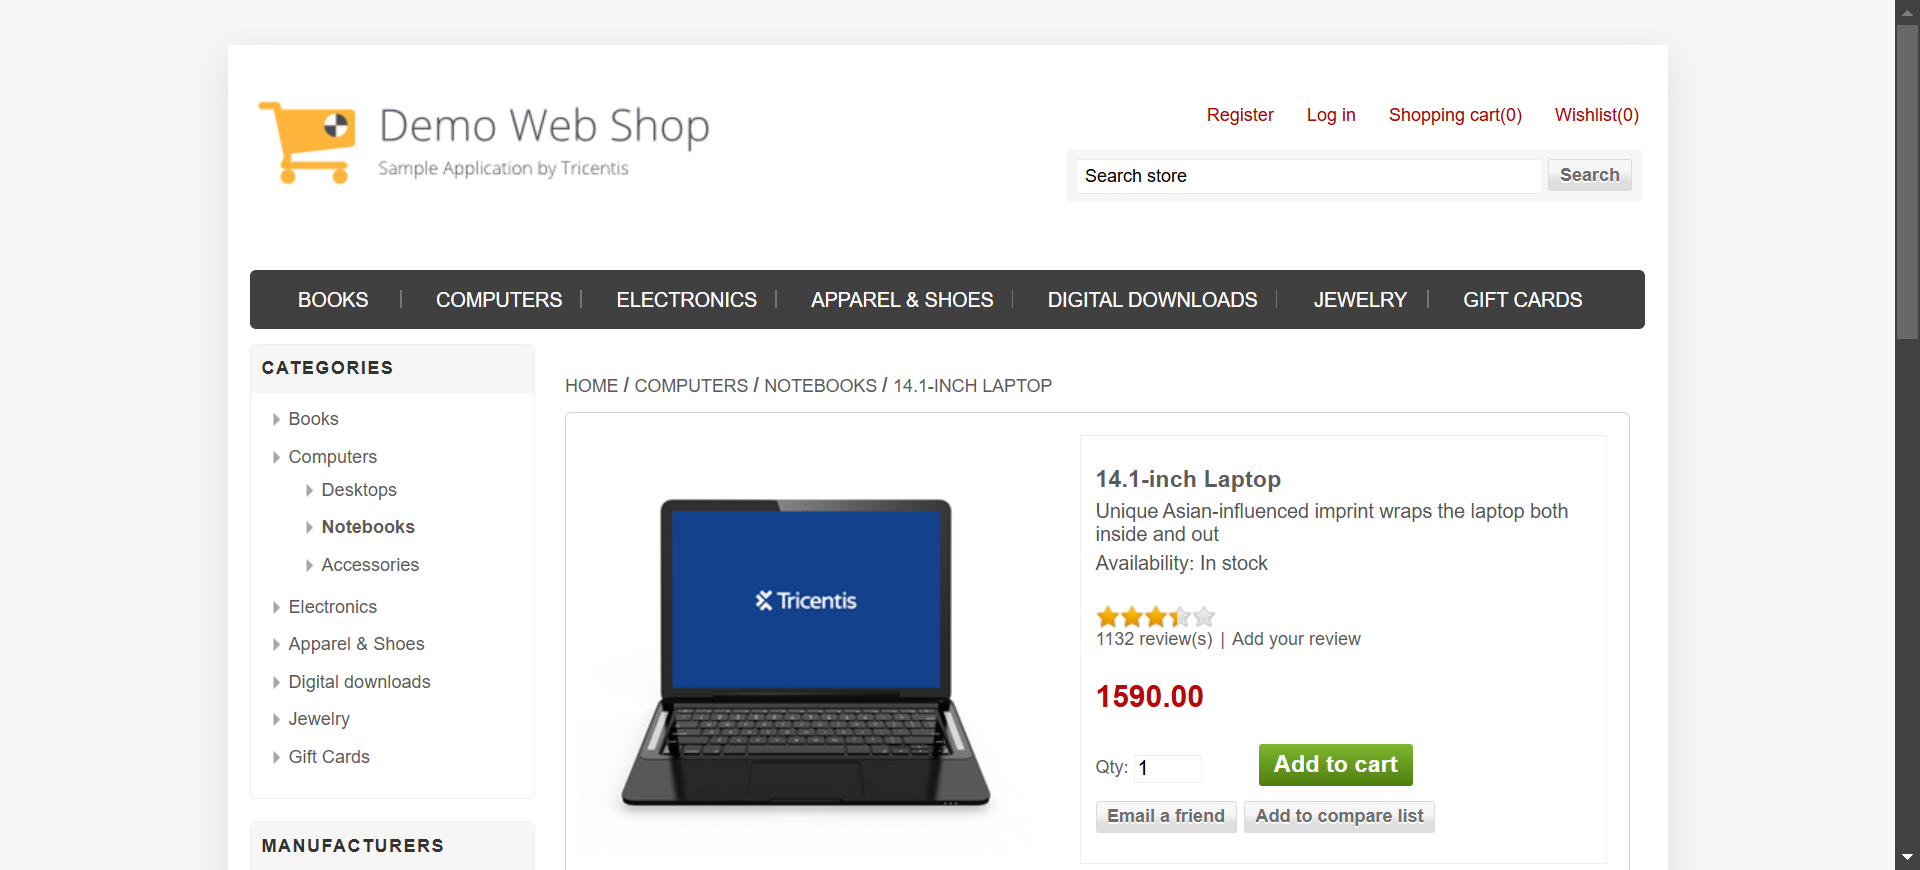 Demo Web Shop
Sample Application by Tricentis
Register Log in Shopping cart(0) Wishlist(0)
Search store Search
BOOKS COMPUTERS ELECTRONICS APPAREL & SHOES DIGITAL DOWNLOADS JEWELRY GIFT CARDS
CATEGORIES
Books
Computers
Desktops
Notebooks
Accessories
Electronics
Apparel & Shoes
Digital downloads
Jewelry
Gift Cards
MANUFACTURERS
HOME / COMPUTERS / NOTEBOOKS / 14.1-INCH LAPTOP
Tricentis
14.1-inch Laptop
Unique Asian-influenced imprint wraps the laptop both
inside and out
Availability: In stock
1132 review(s) | Add your review
1590.00
Qty: 1 Add to cart
Email a friend Add to compare list